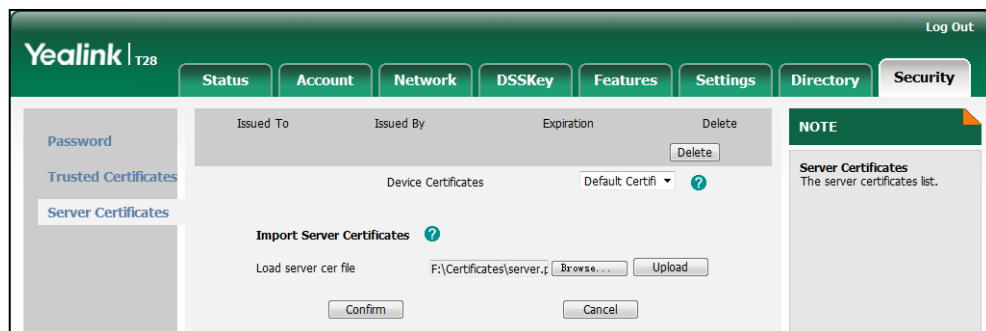 Log Out
Yealink T28
Status Account Network DSSKey Features Settings Directory Security
Password
Trusted Certificates
Server Certificates
Issued To Issued By Expiration Delete
Delete
Device Certificates Default Certifi
Import Server Certificates
Load server cer file F:\Certificates\server.p Browse... Upload
Confirm Cancel
NOTE
Server Certificates
The server certificates list.